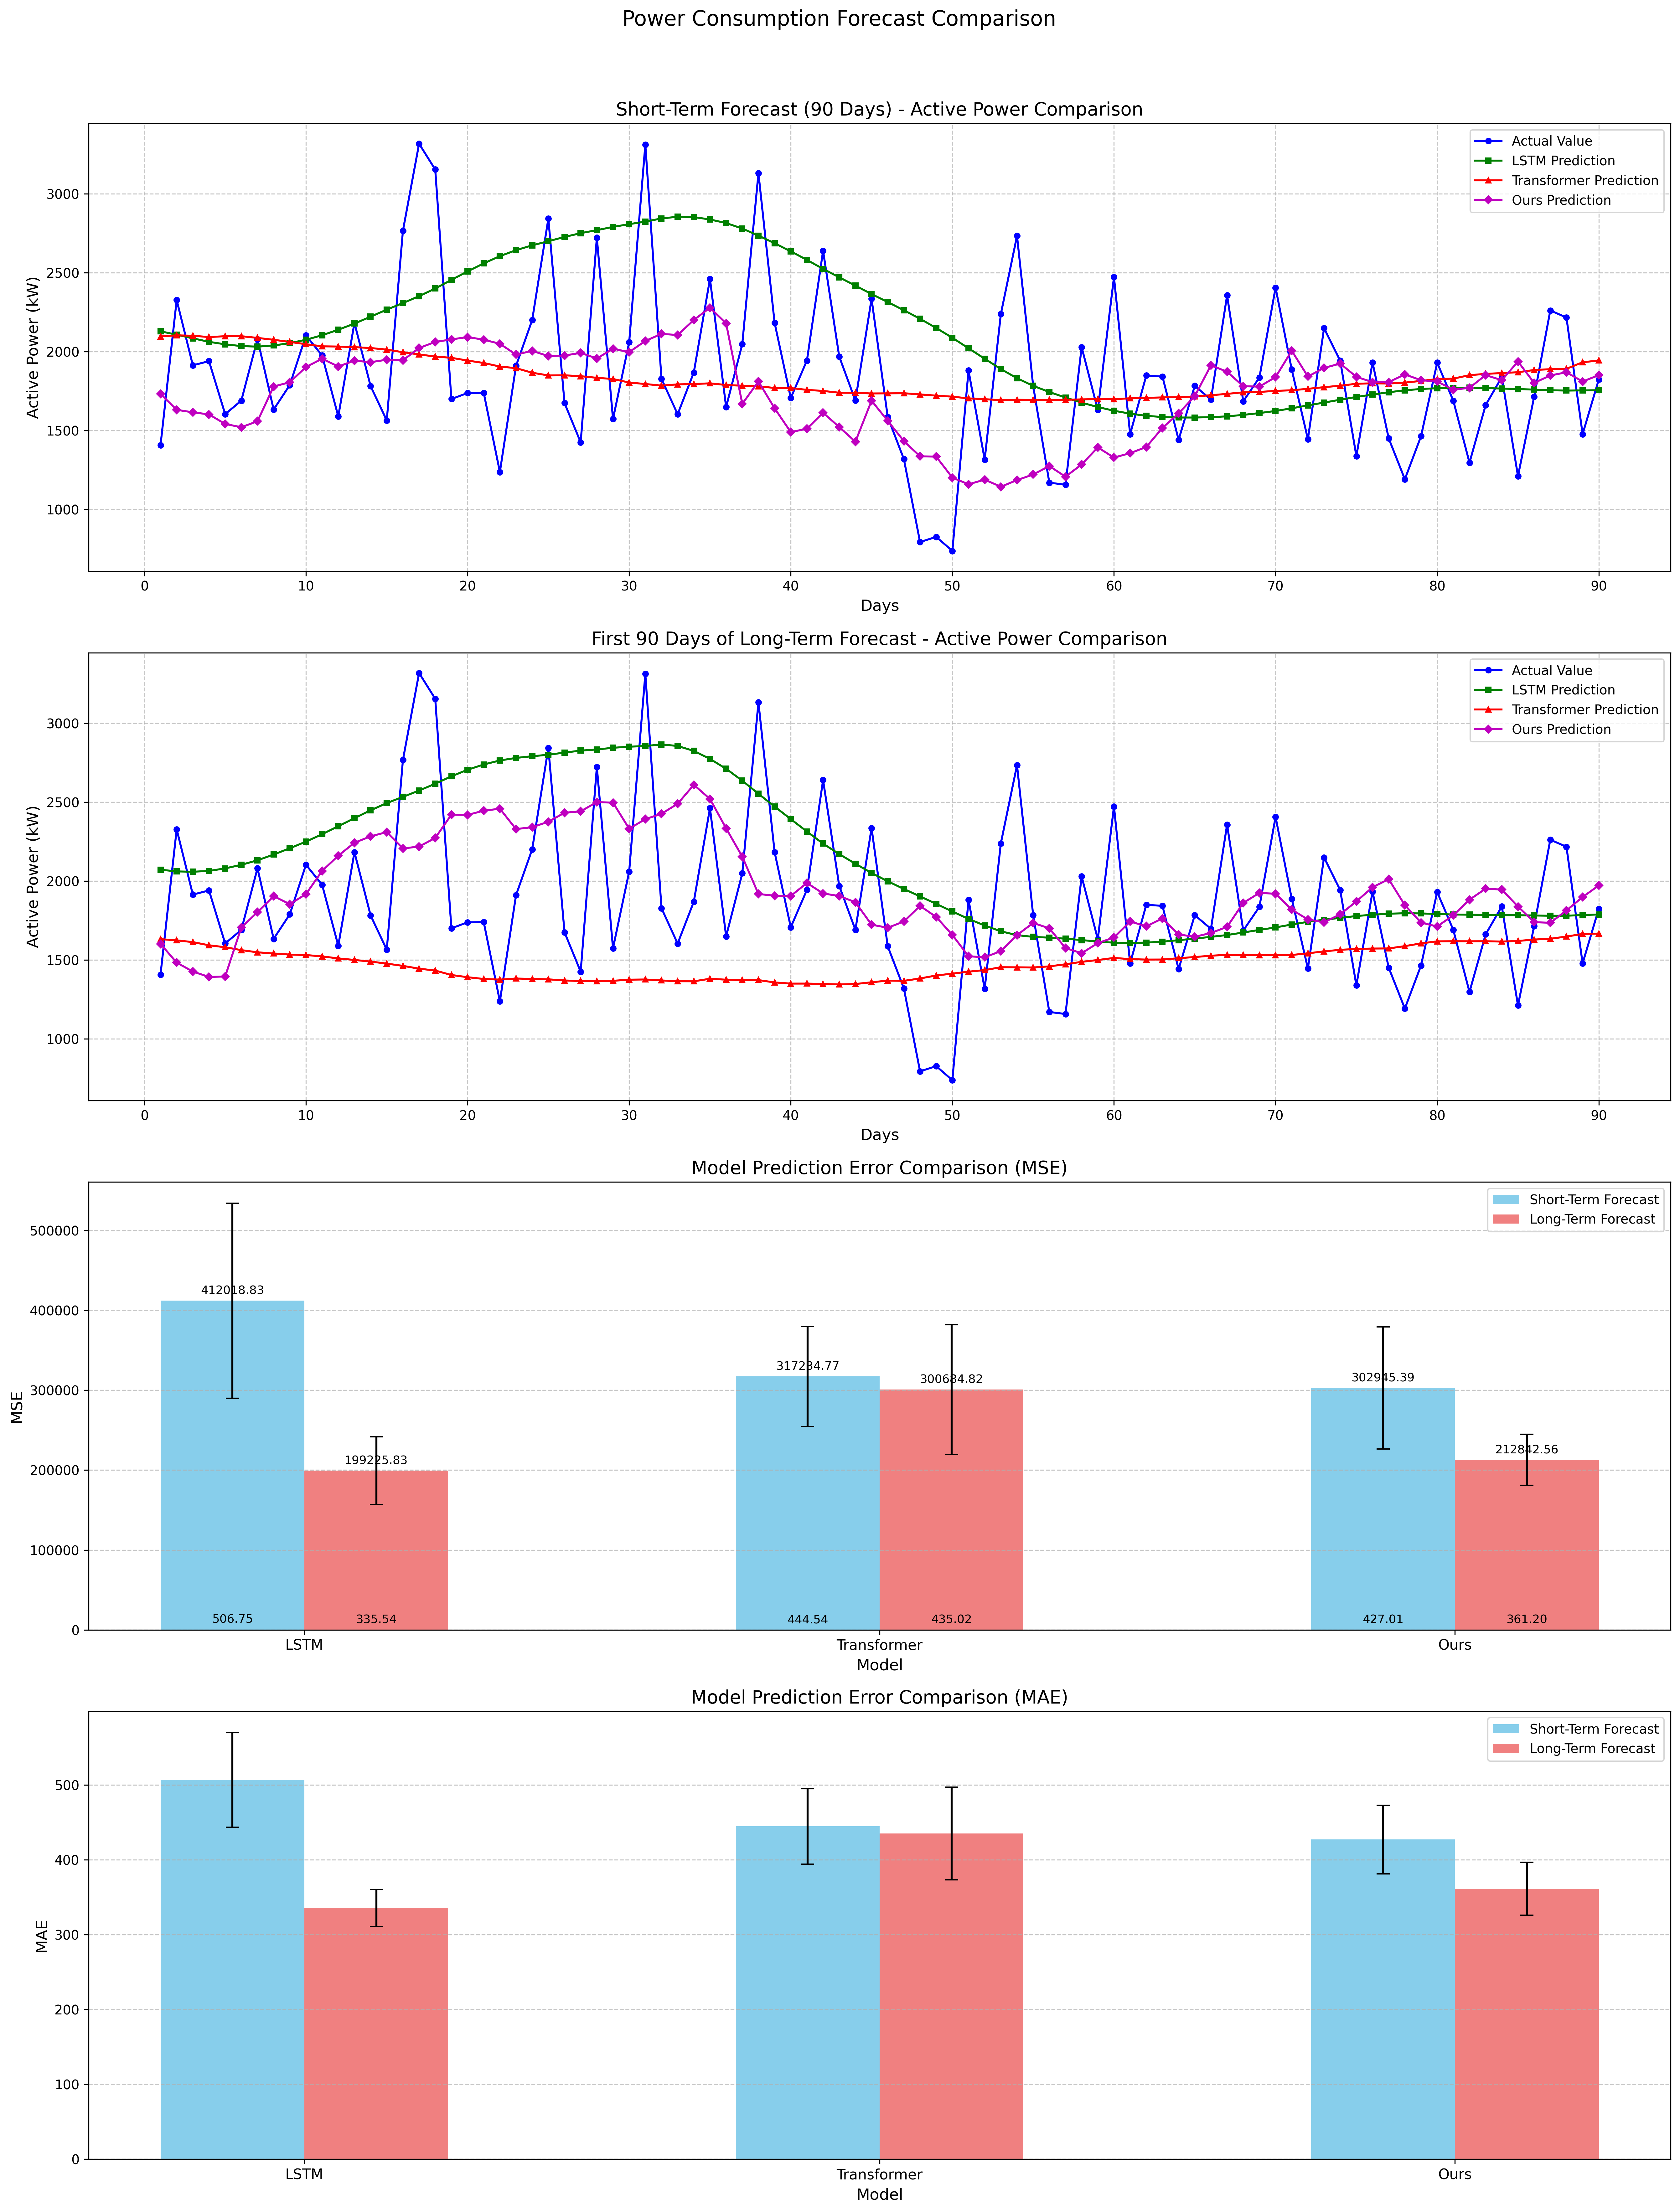 Power Consumption Forecast Comparison
Short-Term Forecast (90 Days) - Active Power Comparison
Active Power (kW)
3000
2500
2000
1500
1000
Actual Value
LSTM Prediction
Transformer Prediction
Ours Prediction
0 10 20 30 40 50 60 70 80 90
Days
First 90 Days of Long-Term Forecast - Active Power Comparison
Active Power (kW)
3000
2500
2000
1500
1000
Actual Value
LSTM Prediction
Transformer Prediction
Ours Prediction
0 10 20 30 40 50 60 70 80 90
Days
Model Prediction Error Comparison (MSE)
MSE
500000
400000
300000
200000
100000
0
Short-Term Forecast
Long-Term Forecast
412018.83
199225.83
317234.77
300634.82
302945.39
212842.56
506.75 335.54 444.54 435.02 427.01 361.20
LSTM Transformer Ours
Model
Model Prediction Error Comparison (MAE)
MAE
500
400
300
200
100
0
Short-Term Forecast
Long-Term Forecast
LSTM Transformer Ours
Model